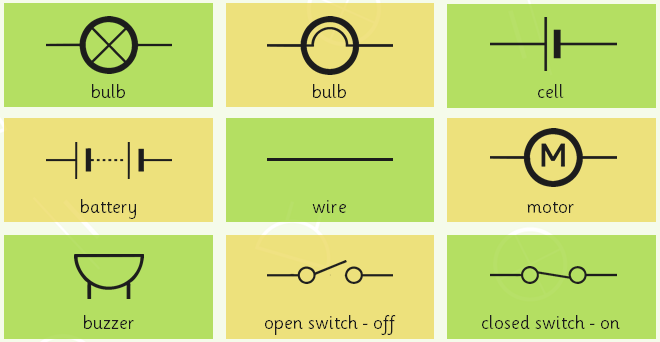 bulb
bulb
cell
battery
wire
M
motor
buzzer
open switch - off
closed switch - on